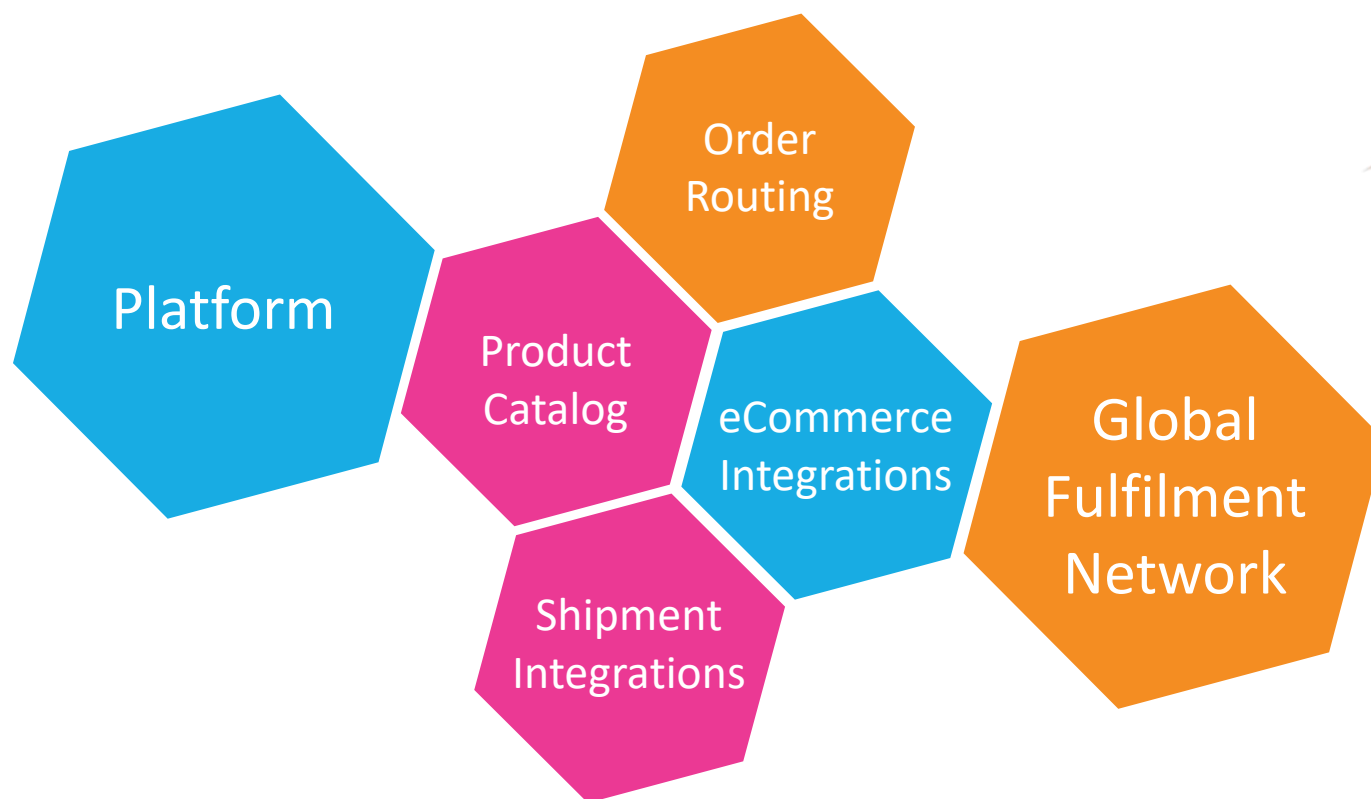 Platform
Order
Routing
Product
Catalog
eCommerce
Integrations
Shipment
Integrations
Global
Fulfilment
Network